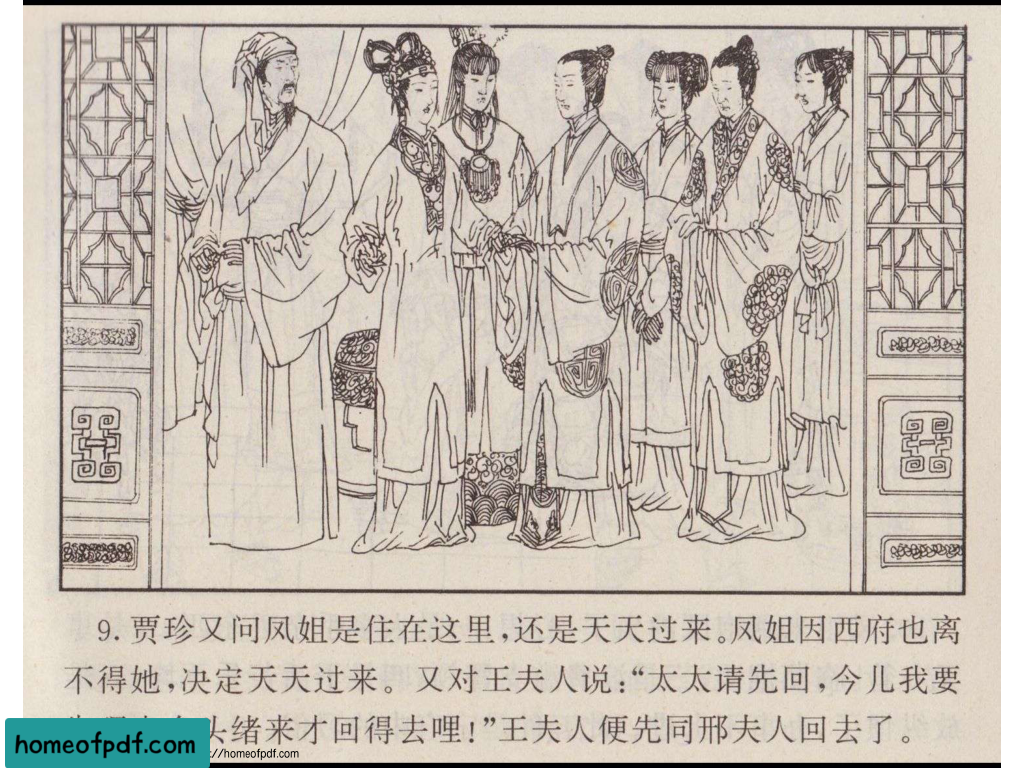 9. 贾珍又问凤姐是住在这里,还是天天过来。凤姐因西府也离
不得她,决定天天过来。又对王夫人说:“太太请先回,今儿我要
头绪来才回得去哩!”王夫人便先同邢夫人回去了。
homeofpdf.com
://homeofpdf.com